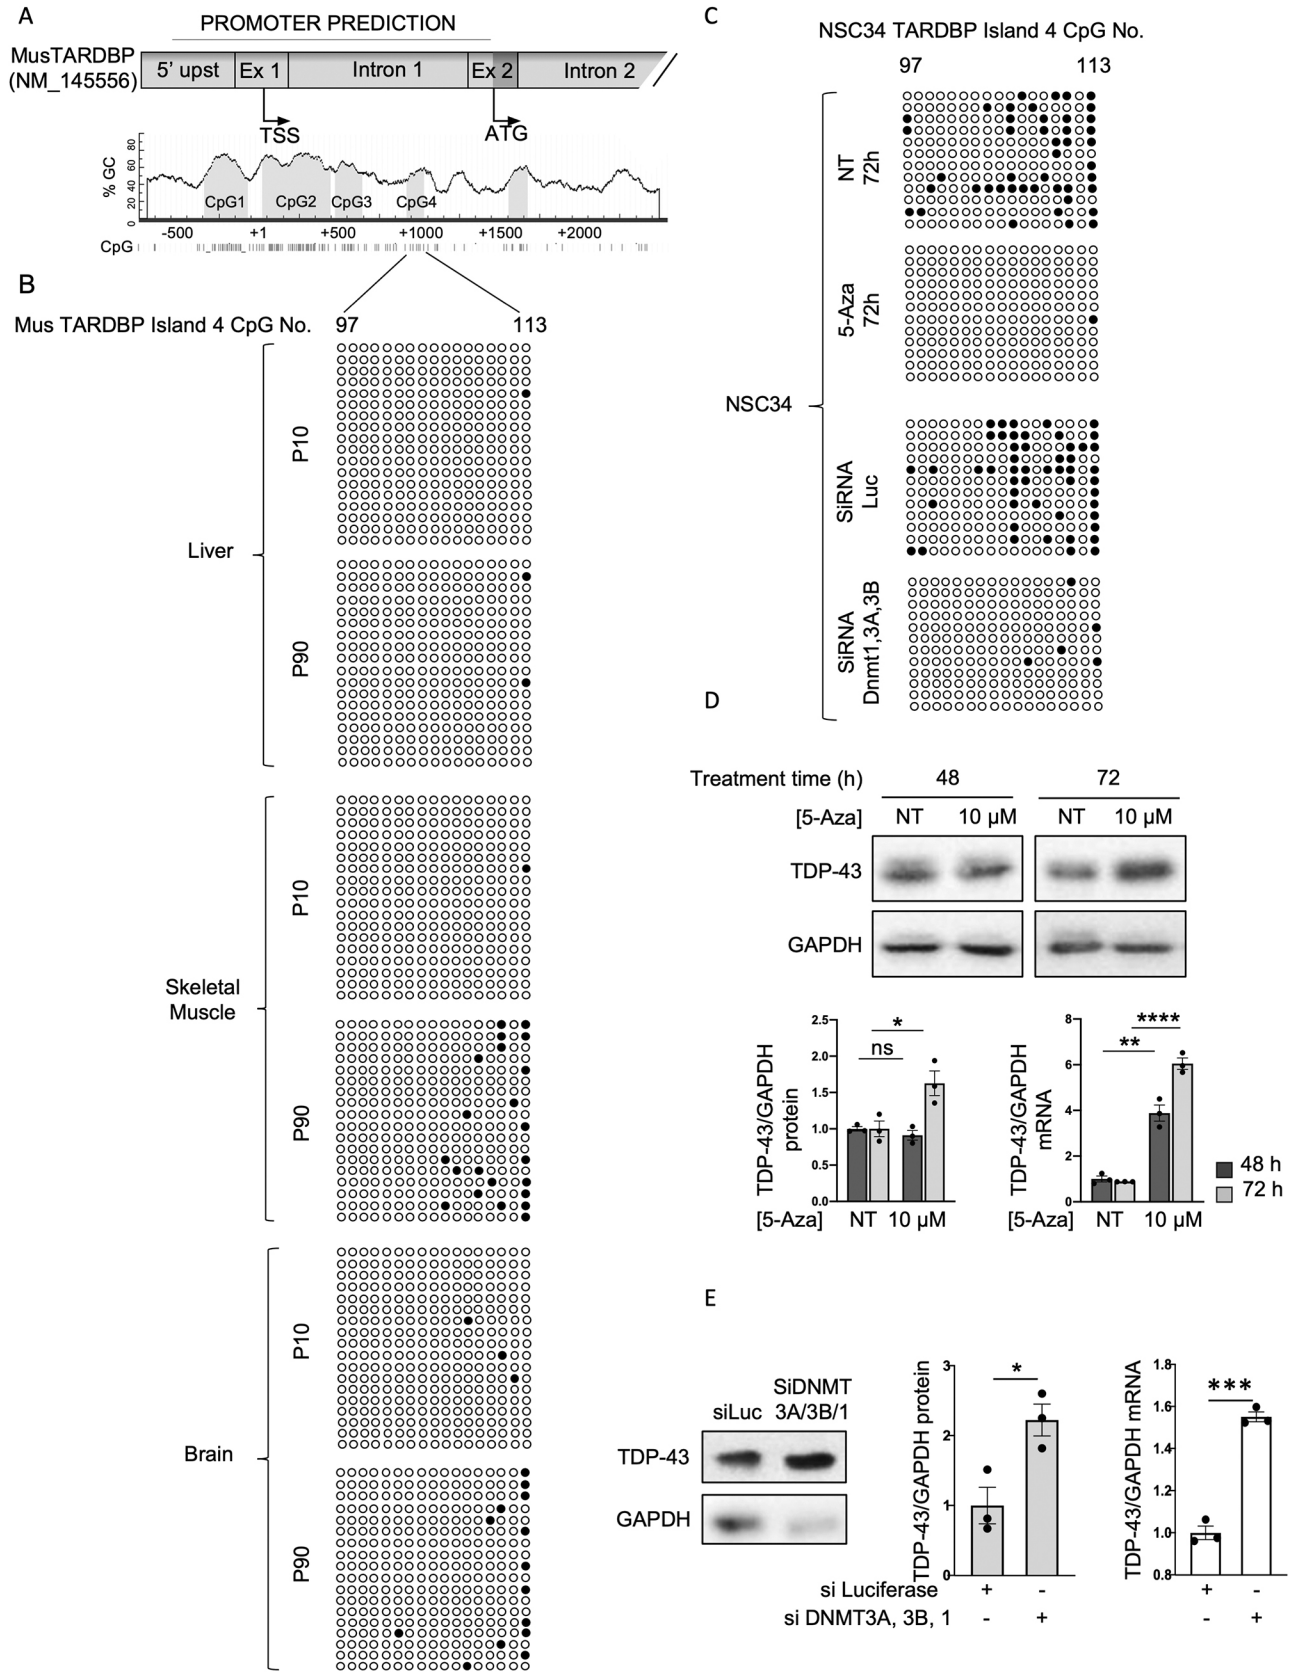 A
PROMOTER PREDICTION
MusTARDBP
(NM_145556)
5' upst
Ex 1
Intron 1
Ex 2
Intron 2
TSS
ATG
% GC
80
60
40
20
0
CpG1
CpG2
CpG3
CpG4
-500
+1
+500
+1000
+1500
+2000
CpG
B
Mus TARDBP Island 4 CpG No.
97
113
Liver
P10
P90
Skeletal
Muscle
P10
P90
Brain
P10
P90
C
NSC34 TARDBP Island 4 CpG No.
97
113
NSC34
NT
72h
5-Aza
72h
SiRNA
Luc
SiRNA
Dnmt1,3A,3B
D
Treatment time (h)
48
72
[5-Aza]
NT
10 µM
NT
10 µM
TDP-43
GAPDH
TDP-43/GAPDH
protein
2.5
2.0
1.5
1.0
0.5
0.0
ns
*
[5-Aza]
NT
10 µM
TDP-43/GAPDH
mRNA
8
6
4
2
0
**
****
[5-Aza]
NT
10 µM
48 h
72 h
E
siLuc
SiDNMT
3A/3B/1
TDP-43
GAPDH
TDP-43/GAPDH protein
3
2
1
0
*
TDP-43/GAPDH mRNA
1.8
1.6
1.4
1.2
1.0
0.8
***
si Luciferase
+
-
+
-
si DNMT3A, 3B, 1
-
+
-
+